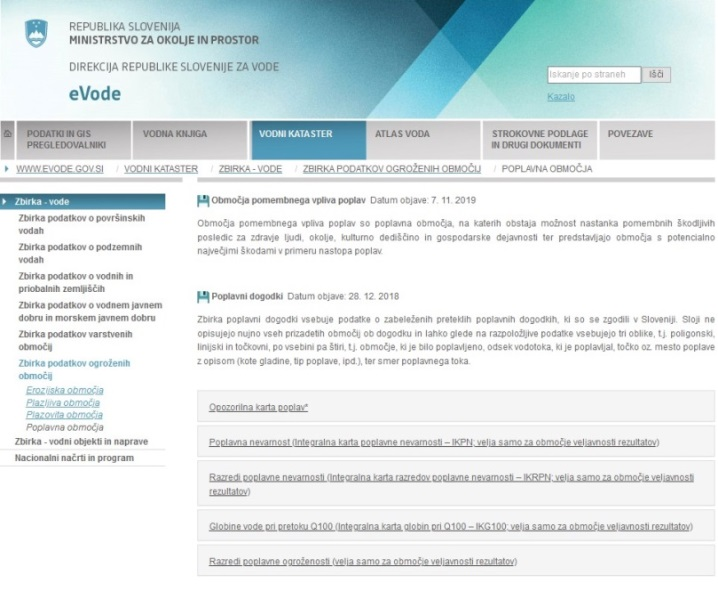 REPUBLIKA SLOVENIJA
MINISTRSTVO ZA OKOLJE IN PROSTOR
DIREKCIJA REPUBLIKE SLOVENIJE ZA VODE
eVode
Iskanje po straneh
Išči
Kazalo
PODATKI IN GIS PREGLEDOVALNIKI
VODNA KNJIGA
VODNI KATASTER
ATLAS VODA
STROKOVNE PODLAGE IN DRUGI DOKUMENTI
POVEZAVE
WWW.EVODE.GOV.SI / VODNI KATASTER / ZBIRKA - VODE / ZBIRKA PODATKOV OGROŽENIH OBMOČIJ / POPLAVNA OBMOČJA
Zbirka - vode
Zbirka podatkov o površinskih
vodah
Zbirka podatkov o podzemnih
vodah
Zbirka podatkov o vodnih in
priobalnih zemljiščih
Zbirka podatkov o vodnem javnem
dobru in morskem javnem dobru
Zbirka podatkov varstvenih
območij
Zbirka podatkov ogroženih
območij
Erozijska območja
Plazljiva območja
Plazovita območja
Poplavna območja
Zbirka - vodni objekti in naprave
Nacionalni načrti in program
Območja pomembnega vpliva poplav Datum objave: 7. 11. 2019
Območja pomembnega vpliva poplav so poplavna območja, na katerih obstaja možnost nastanka pomembnih škodljivih
posledic za zdravje ljudi, okolje, kulturno dediščino in gospodarske dejavnosti ter predstavljajo območja s potencialno
največjimi škodami v primeru nastopa poplav.
Poplavni dogodki Datum objave: 28. 12. 2018
Zbirka poplavni dogodki vsebuje podatke o zabeleženih preteklih poplavnih dogodkih, ki so se zgodili v Sloveniji. Sloji ne
opisujejo nujno vseh prizadetih območij ob dogodku in lahko glede na razpoložljive podatke vsebujejo tri oblike, t.j. poligonski,
linijski in točkovni, po vsebini pa štiri, t.j. območje, ki je bilo poplavljeno, odsek vodotoka, ki je poplavljal, točko oz. mesto poplave
z opisom (kote gladine, tip poplave, ipd.), ter smer poplavnega toka.
Opozorilna karta poplav*
Poplavna nevarnost (Integralna karta poplavne nevarnosti – IKPN; velja samo za območje veljavnosti rezultatov)
Razredi poplavne nevarnosti (Integralna karta razredov poplavne nevarnosti – IKRPN; velja samo za območje veljavnosti
rezultatov)
Globine vode pri pretoku Q100 (Integralna karta globin pri Q100 – IKG100; velja samo za območje veljavnosti rezultatov)
Razredi poplavne ogroženosti (velja samo za območje veljavnosti rezultatov)